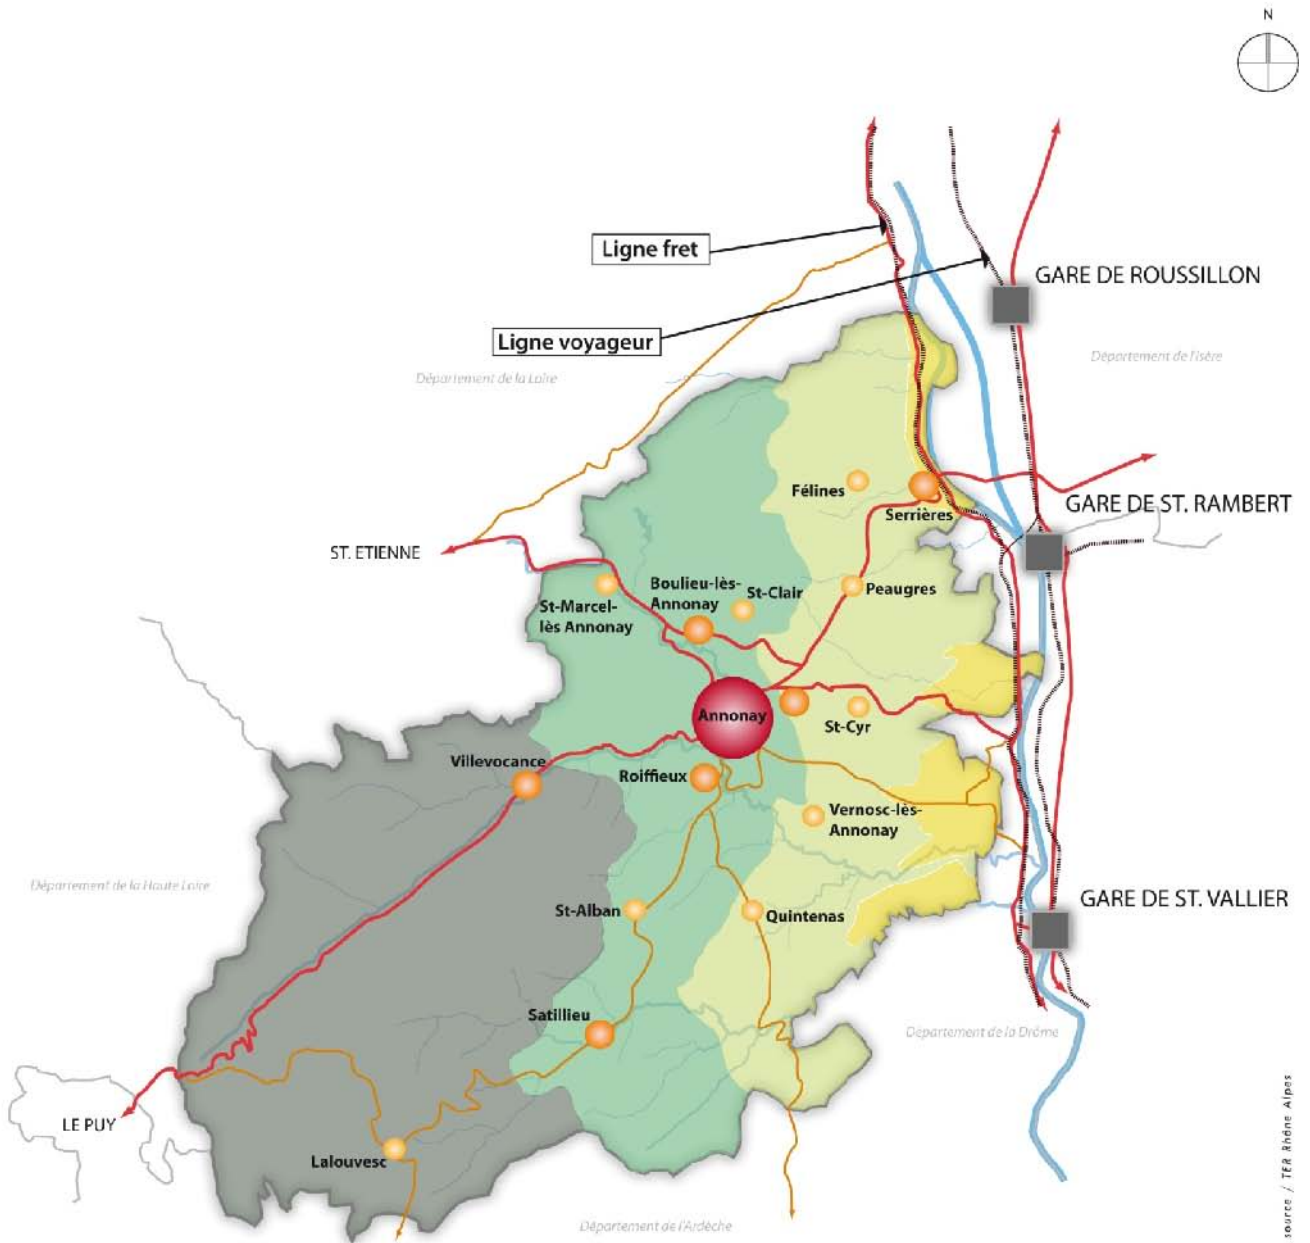 N
Ligne fret
GARE DE ROUSSILLON
Ligne voyageur
Département de l'Isère
Département de la Loire
Félines
GARE DE ST. RAMBERT
Serrières
ST. ETIENNE
Boulieu-lès-
Annonay
St-Clair
Peaugres
St-Marcel-
lès Annonay
Annonay
St-Cyr
Villevocance
Roiffieux
Vernosc-lès-
Annonay
Département de la Haute Loire
GARE DE ST. VALLIER
St-Alban
Quintenas
Satillieu
Département de la Drôme
LE PUY
Lalouvesc
Département de l'Ardèche
source / TER Rhône Alpes